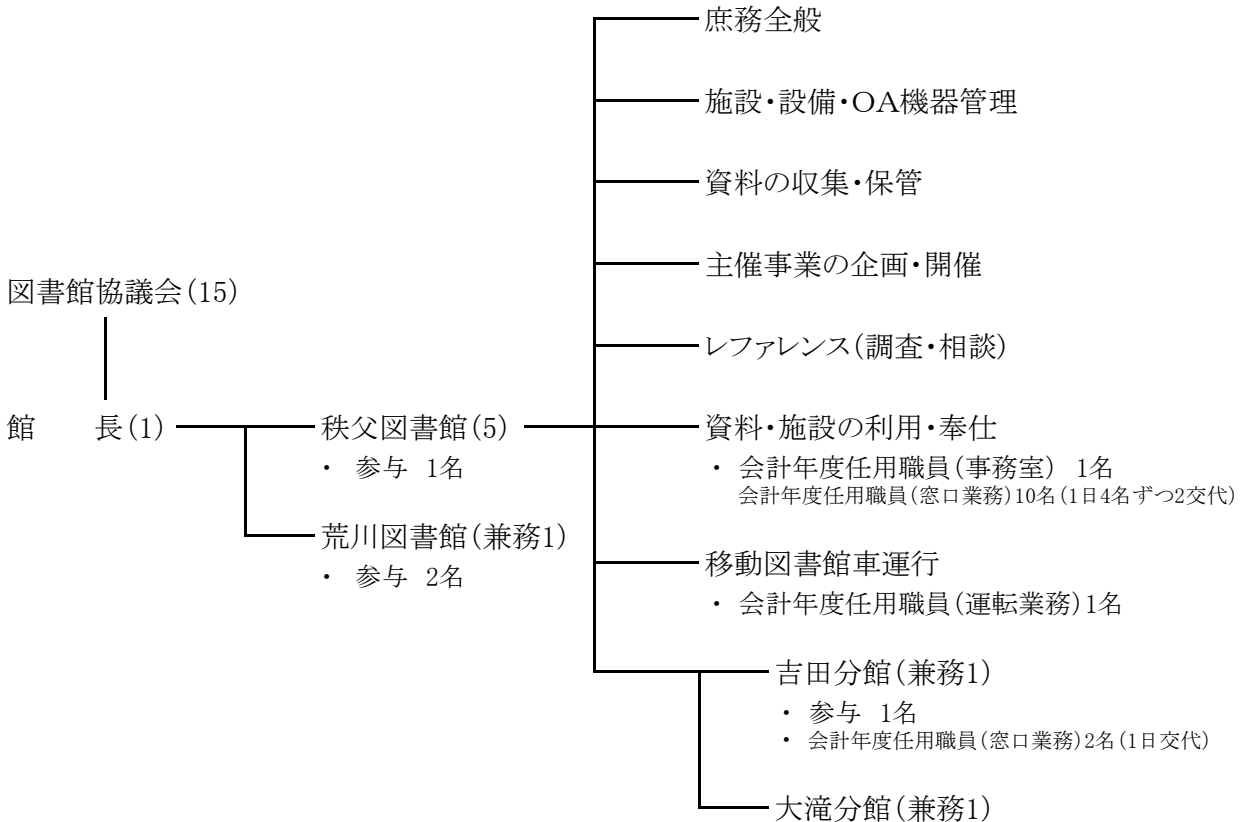 庶務全般
施設・設備・OA機器管理
資料の収集・保管
主催事業の企画・開催
図書館協議会(15)
レファレンス(調査・相談)
館　　長(1)
秩父図書館(5)
・ 参与 1名
資料・施設の利用・奉仕
・ 会計年度任用職員(事務室) 1名
会計年度任用職員(窓口業務)10名(1日4名ずつ2交代)
荒川図書館(兼務1)
・ 参与 2名
移動図書館車運行
・ 会計年度任用職員(運転業務)1名
吉田分館(兼務1)
・ 参与 1名
・ 会計年度任用職員(窓口業務)2名(1日交代)
大滝分館(兼務1)